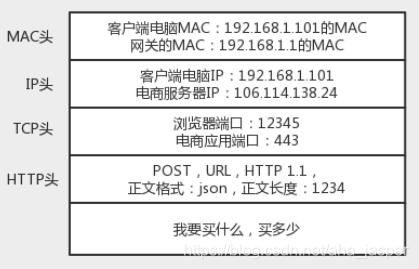 MAC头
客户端电脑MAC：192.168.1.101的MAC
网关的MAC：192.168.1.1的MAC
IP头
客户端电脑IP：192.168.1.101
电商服务器IP：106.114.138.24
TCP头
浏览器端口：12345
电商应用端口：443
HTTP头
POST，URL，HTTP 1.1，
正文格式：json，正文长度：1234
我要买什么，买多少
https://blog.csdn.net/aha_jasper